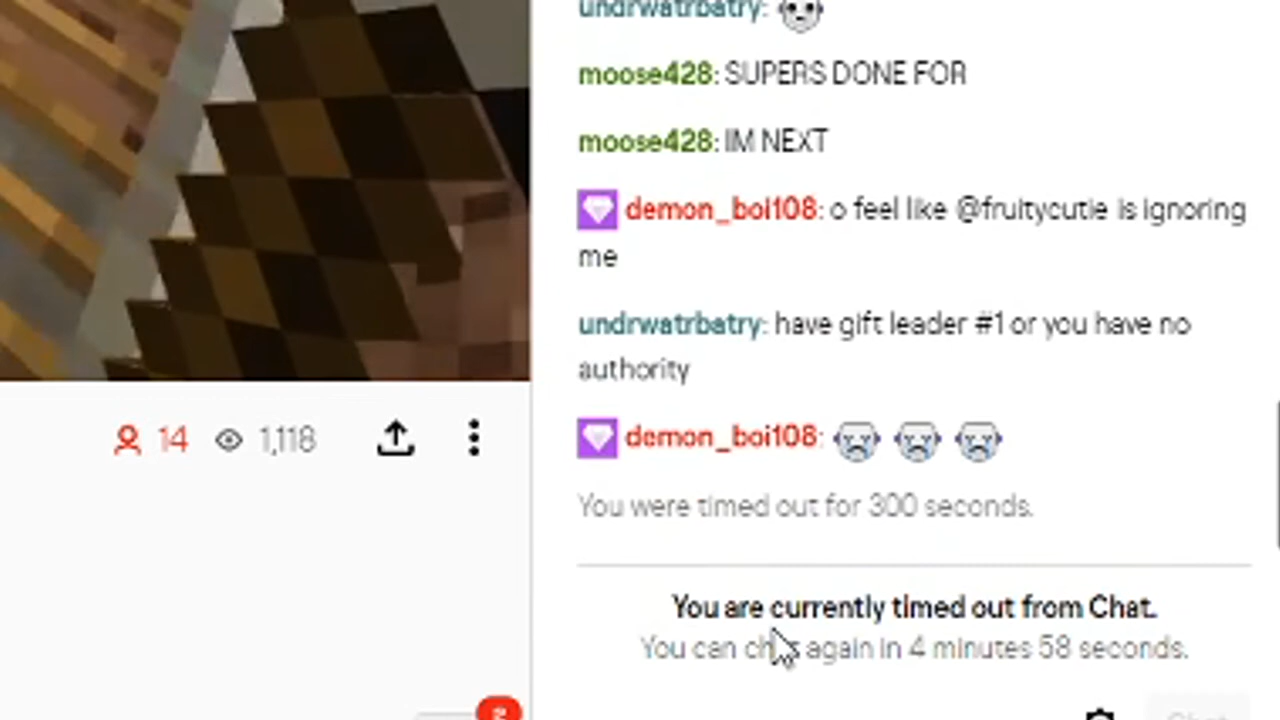 undrwatrbatry:
moose428: SUPERS DONE FOR
moose428: IM NEXT
demon_boi108: o feel like @fruitycutie is ignoring
me
undrwatrbatry: have gift leader #1 or you have no
authority
demon_boi108:
14 1,118
You were timed out for 300 seconds.
You are currently timed out from Chat.
You can chat again in 4 minutes 58 seconds.